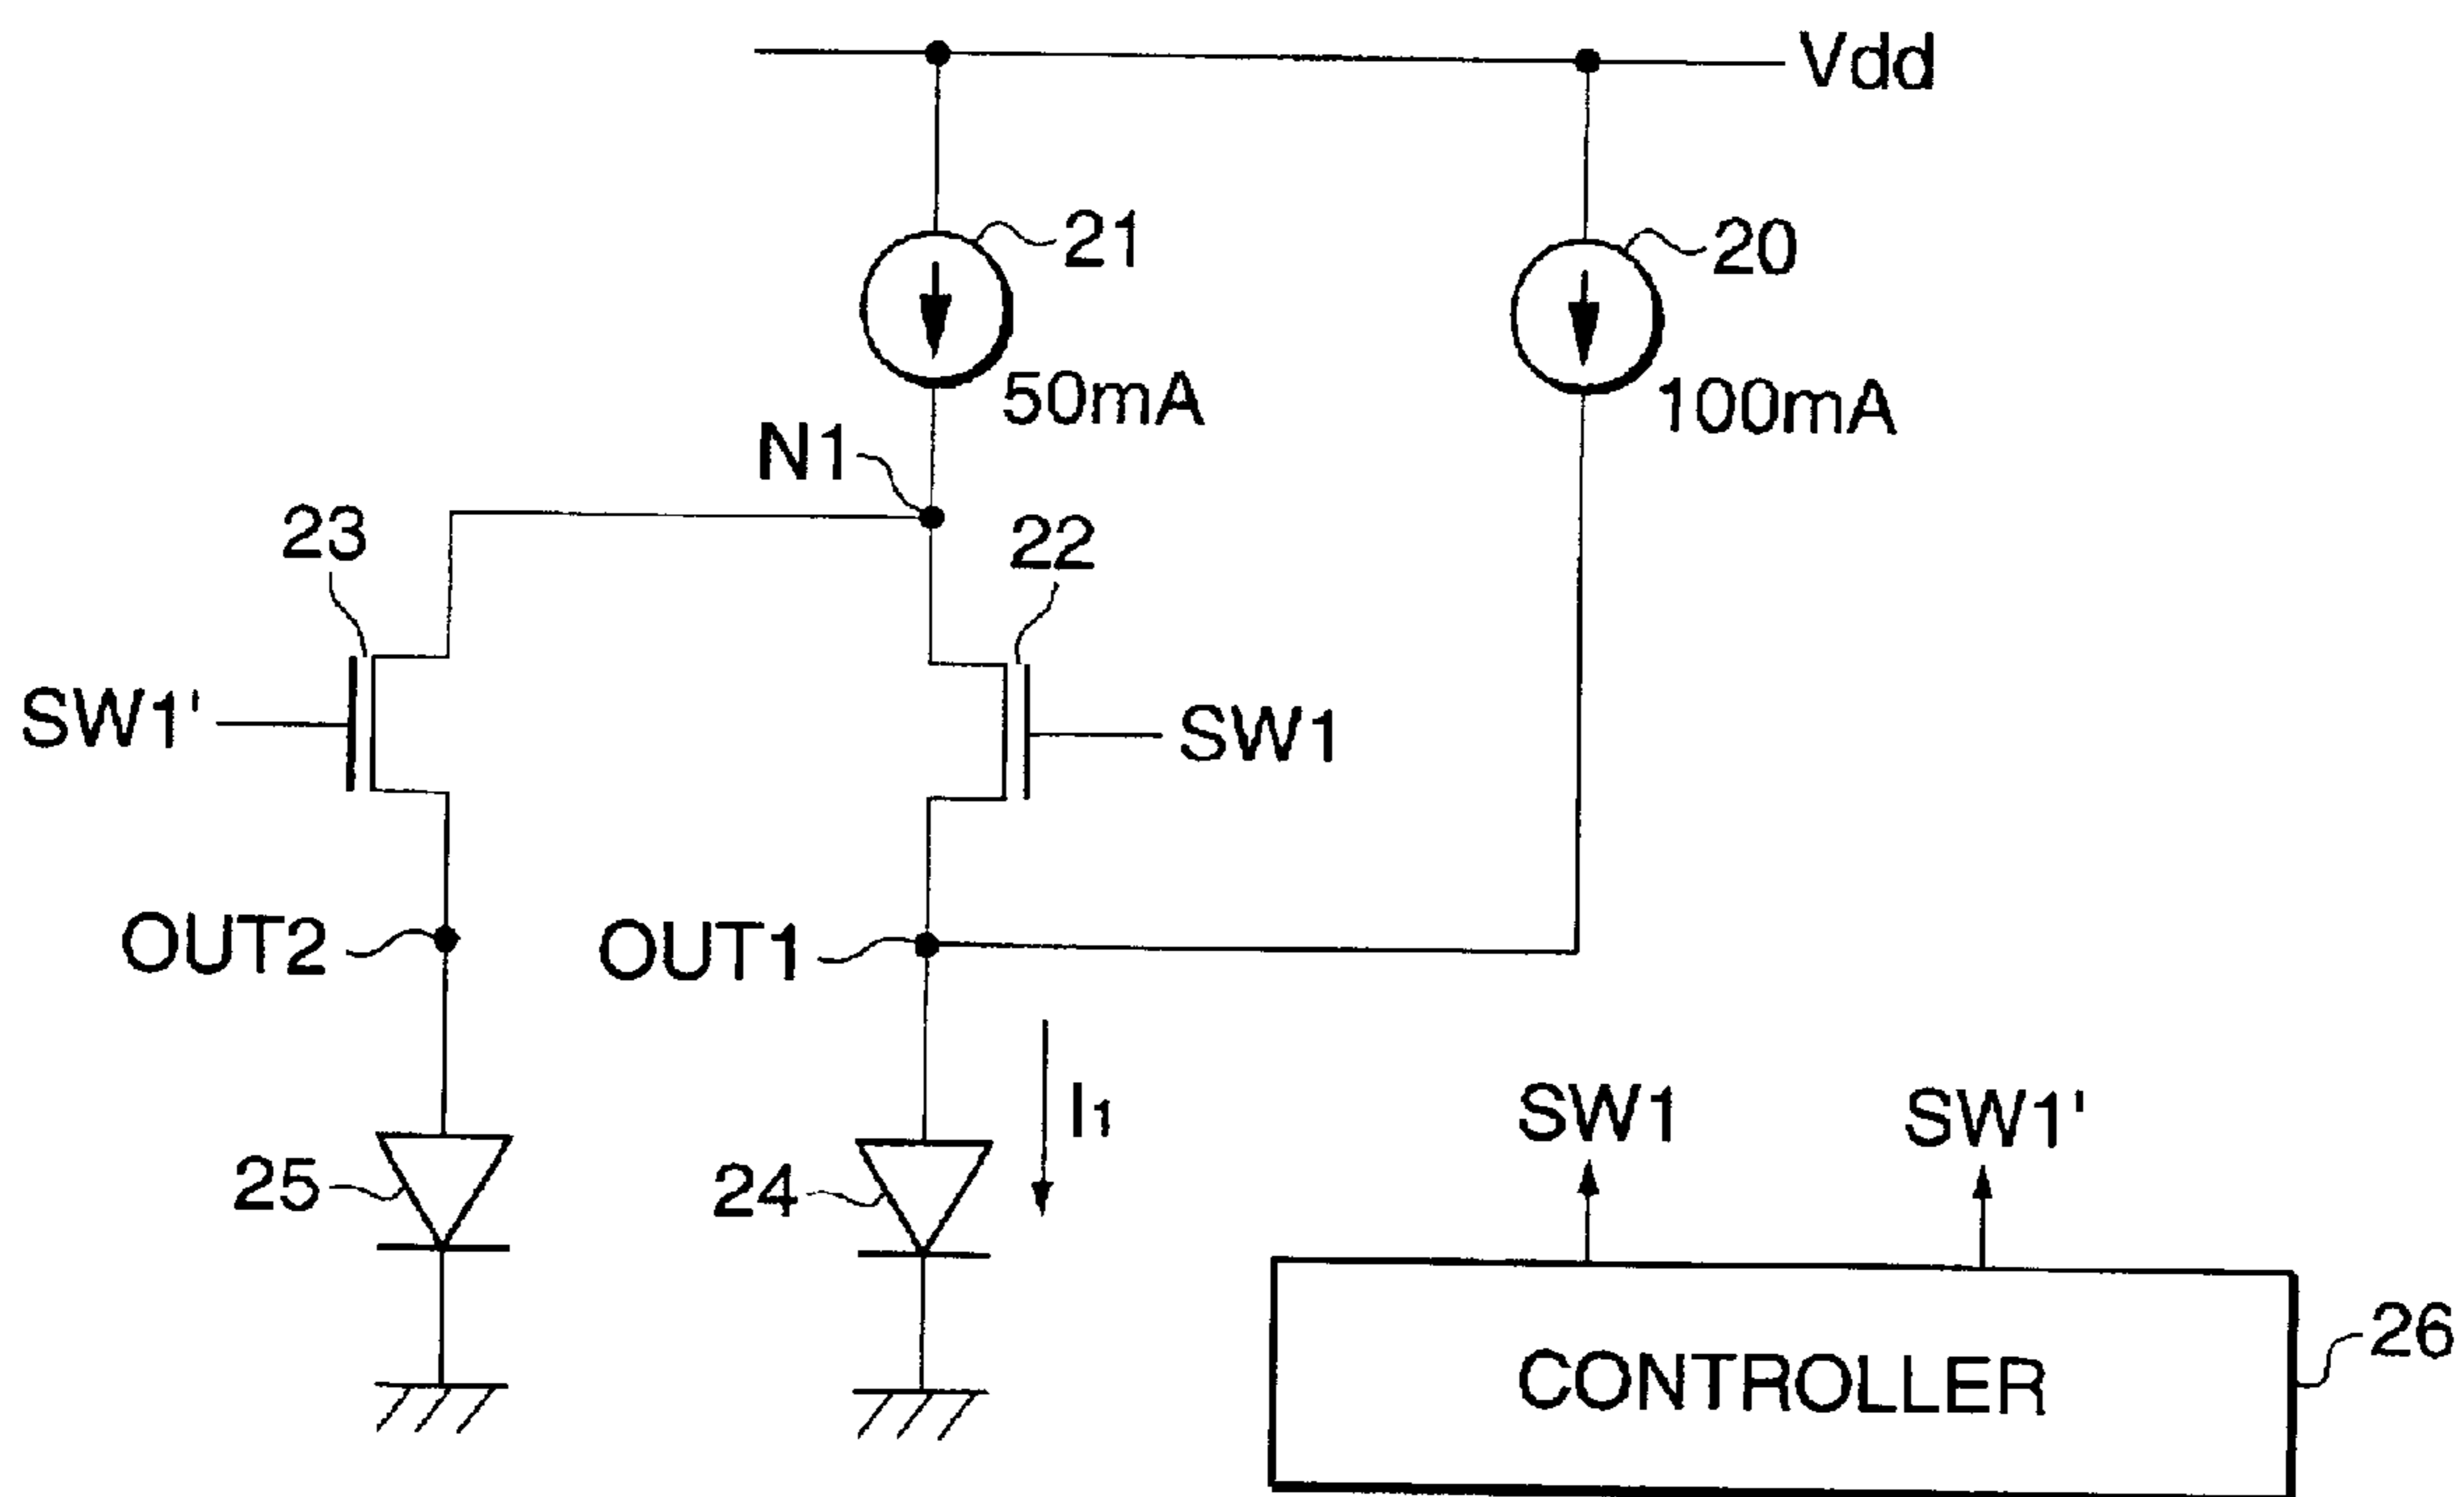 Vdd
21
20
50mA
100mA
N1
23
22
SW1'
SW1
OUT2
OUT1
I1
SW1
SW1'
25
24
26
CONTROLLER